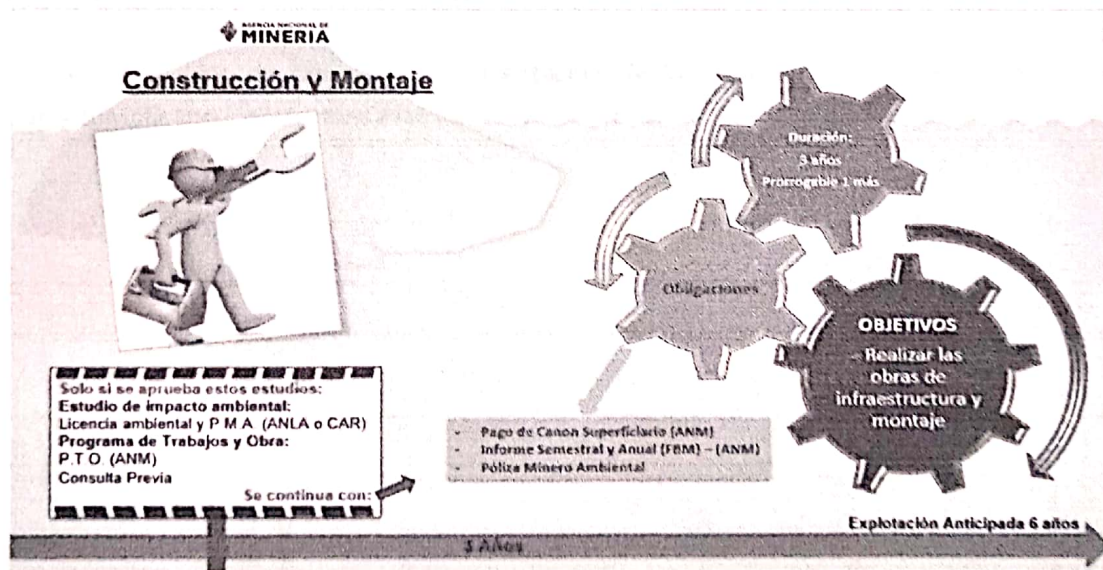 AGENCIA NACIONAL DE
MINERIA
Construcción y Montaje
Duración:
3 años
Prorrogable 1 más
Obligaciones
OBJETIVOS
- Realizar las
obras de
infraestructura y
montaje
Solo si se aprueba estos estudios:
Estudio de impacto ambiental:
Licencia ambiental y P M A (ANLA o CAR)
Programa de Trabajos y Obra:
P.T O. (ANM)
Consulta Previa
Se continua con:
- Pago de Canon Superficiario (ANM)
- Informe Semestral y Anual (FBM) – (ANM)
- Póliza Minero Ambiental
Explotación Anticipada 6 años
3 Años